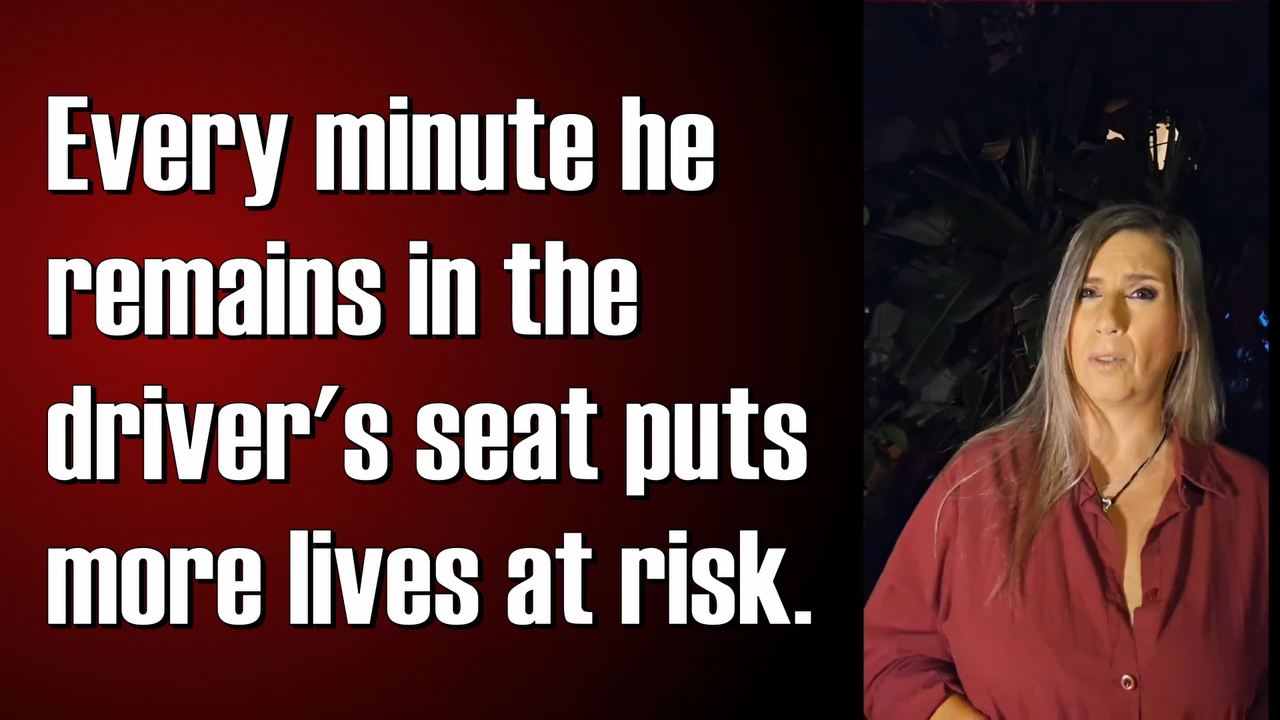 Every minute he
remains in the
driver's seat puts
more lives at risk.